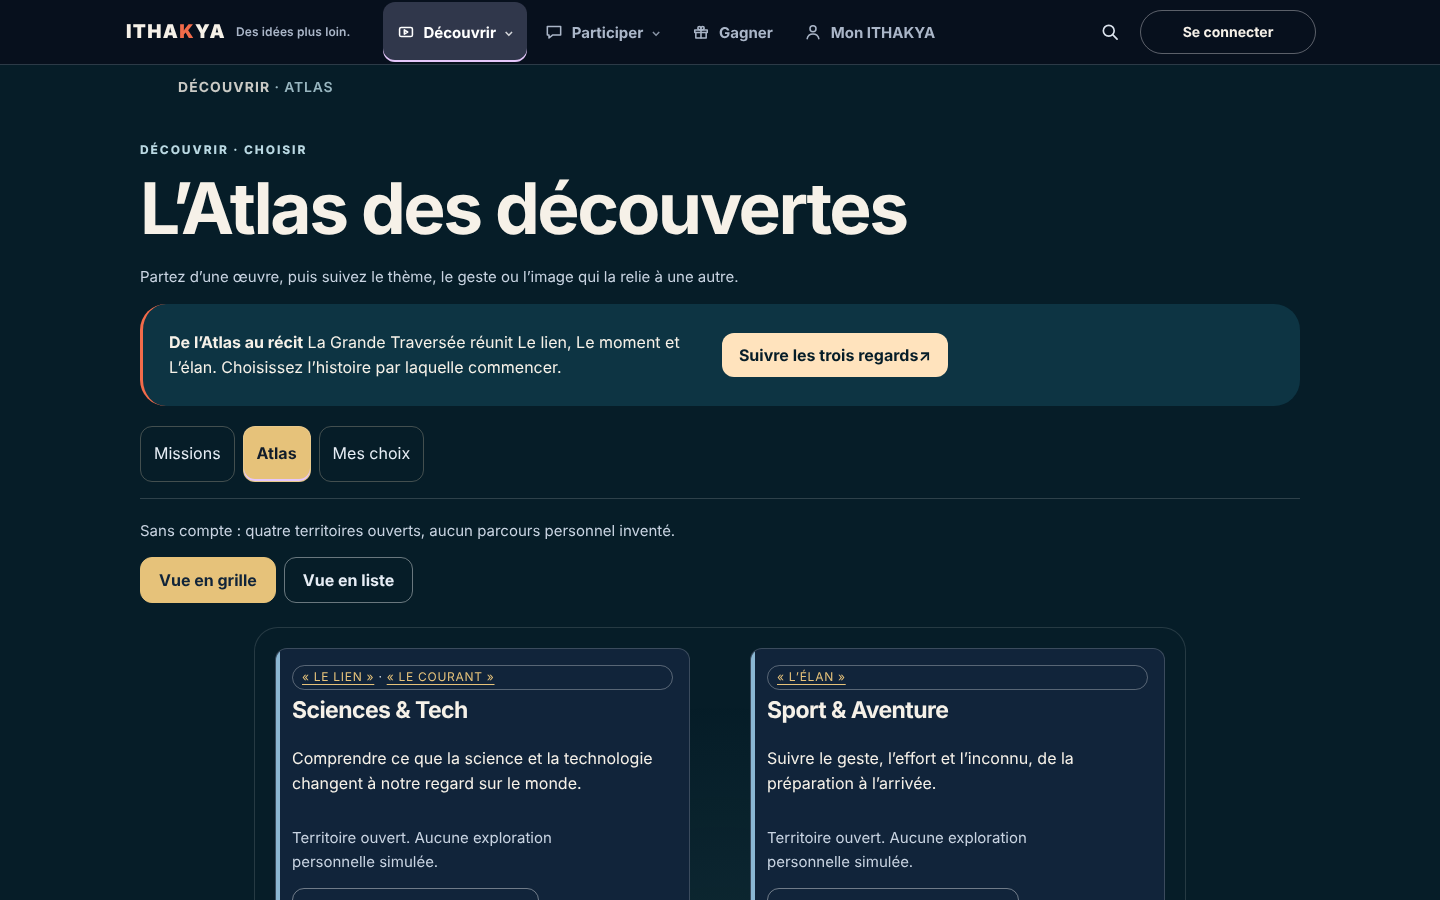 ITHAKYA Des idées plus loin. Découvrir Participer Gagner Mon ITHAKYA Se connecter
DÉCOUVRIR · ATLAS
DÉCOUVRIR · CHOISIR
L’Atlas des découvertes
Partez d’une œuvre, puis suivez le thème, le geste ou l’image qui la relie à une autre.
De l’Atlas au récit La Grande Traversée réunit Le lien, Le moment et
L’élan. Choisissez l’histoire par laquelle commencer.
Suivre les trois regards↗
Missions Atlas Mes choix
Sans compte : quatre territoires ouverts, aucun parcours personnel inventé.
Vue en grille Vue en liste
« LE LIEN » · « LE COURANT »
Sciences & Tech
Comprendre ce que la science et la technologie
changent à notre regard sur le monde.
Territoire ouvert. Aucune exploration
personnelle simulée.
« L’ÉLAN »
Sport & Aventure
Suivre le geste, l’effort et l’inconnu, de la
préparation à l’arrivée.
Territoire ouvert. Aucune exploration
personnelle simulée.